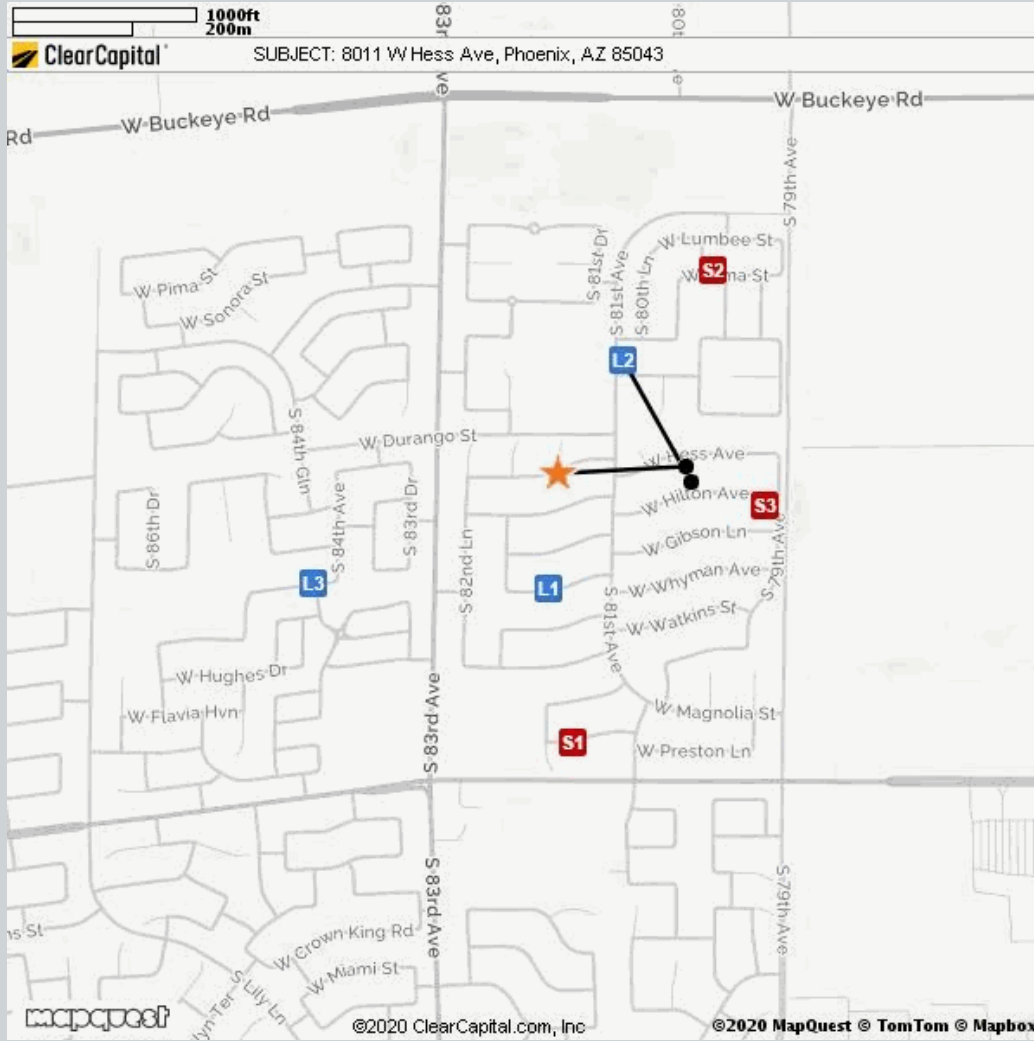 1000ft
200m
ClearCapital
SUBJECT: 8011 W Hess Ave, Phoenix, AZ 85043
W Buckeye Rd
W Buckeye Rd
Rd
S 79th Ave
S 81st Dr
S 81st Ave
S 80th Ln
W Lumbee St
S2
W Pima St
W Sonora St
L2
S 84th Gln
W Durango St
W Hess Ave
W Hilton Ave
S3
S 86th Dr
S 84th Ave
S 83rd Dr
W Gibson Ln
L3
S 82nd Ln
L1
W Whyman Ave
S 79th Ave
W Watkins St
S 81st Ave
W Hughes Dr
W Flavia Hvn
S 83rd Ave
W Magnolia St
S1
W Preston Ln
S 83rd Ave
S 79th Ave
W Crown King Rd
W Miami St
S Lily Ln
mapquest
©2020 ClearCapital.com, Inc
©2020 MapQuest © TomTom © Mapbox